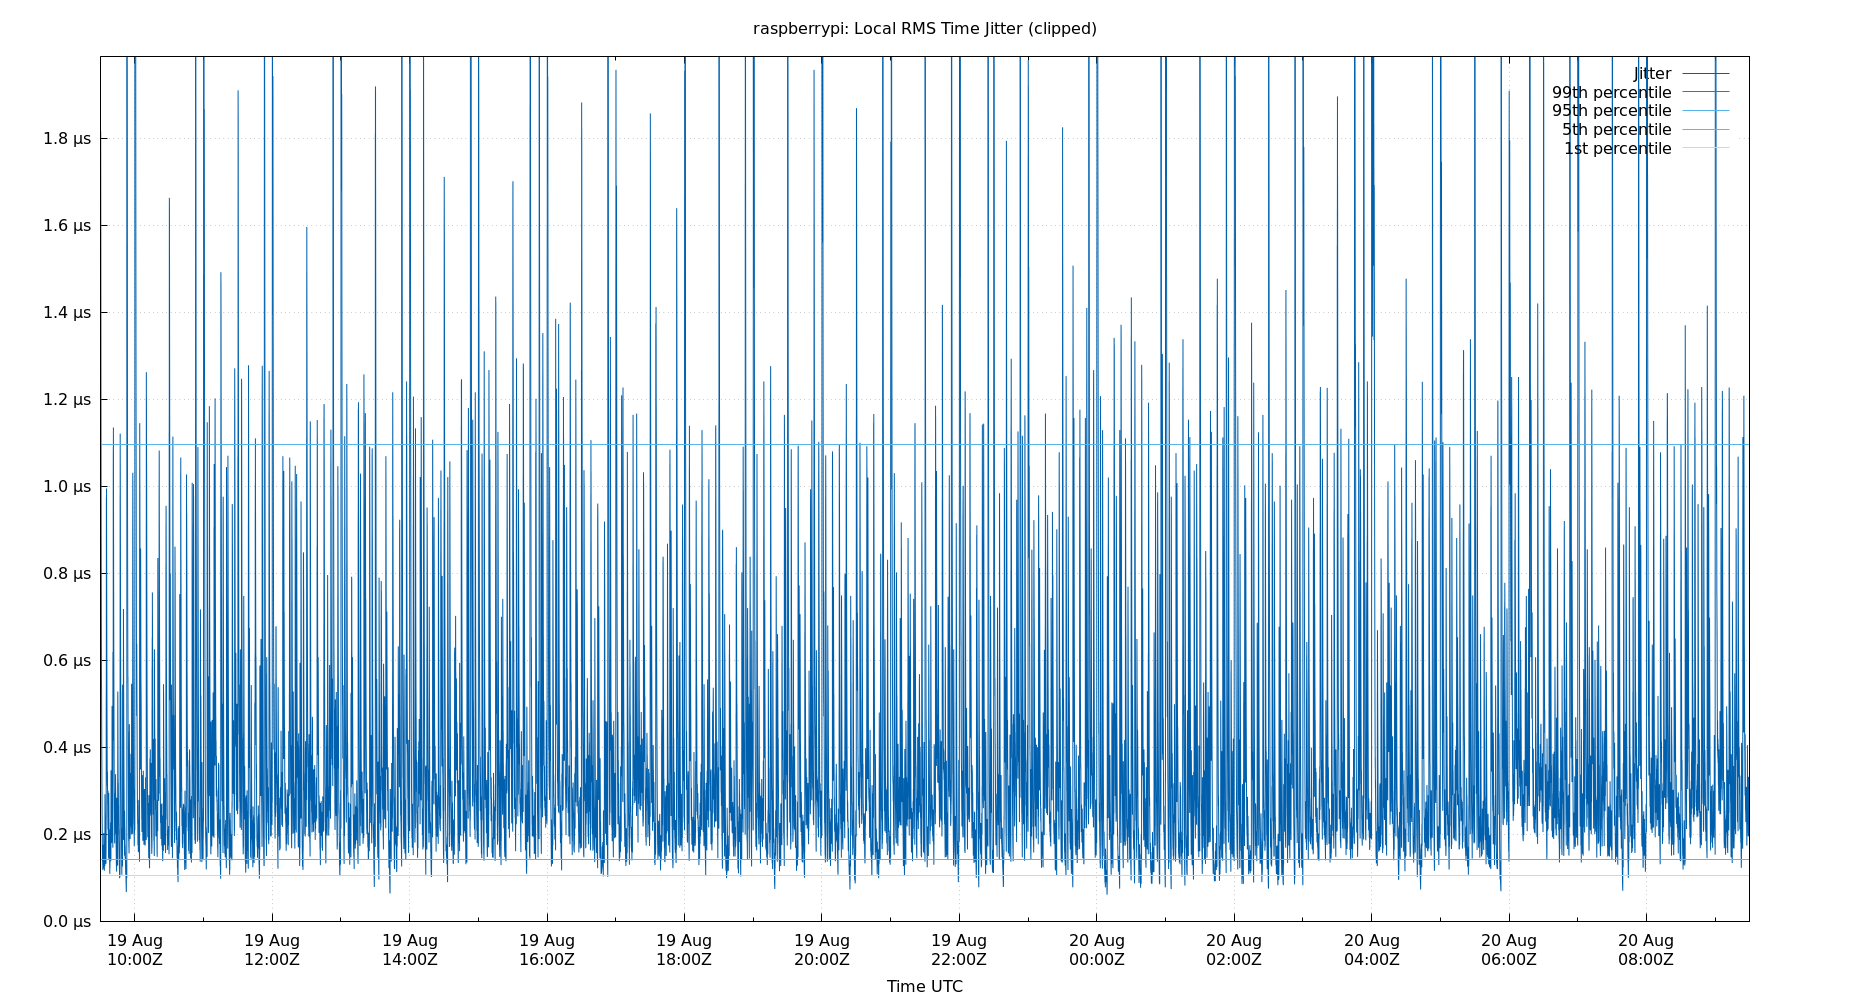 raspberrypi: Local RMS Time Jitter (clipped)
Jitter
99th percentile
95th percentile
5th percentile
1st percentile
1.8 µs
1.6 µs
1.4 µs
1.2 µs
1.0 µs
0.8 µs
0.6 µs
0.4 µs
0.2 µs
0.0 µs
19 Aug 19 Aug 19 Aug 19 Aug 19 Aug 19 Aug 19 Aug 20 Aug 20 Aug 20 Aug 20 Aug 20 Aug
10:00Z 12:00Z 14:00Z 16:00Z 18:00Z 20:00Z 22:00Z 00:00Z 02:00Z 04:00Z 06:00Z 08:00Z
Time UTC